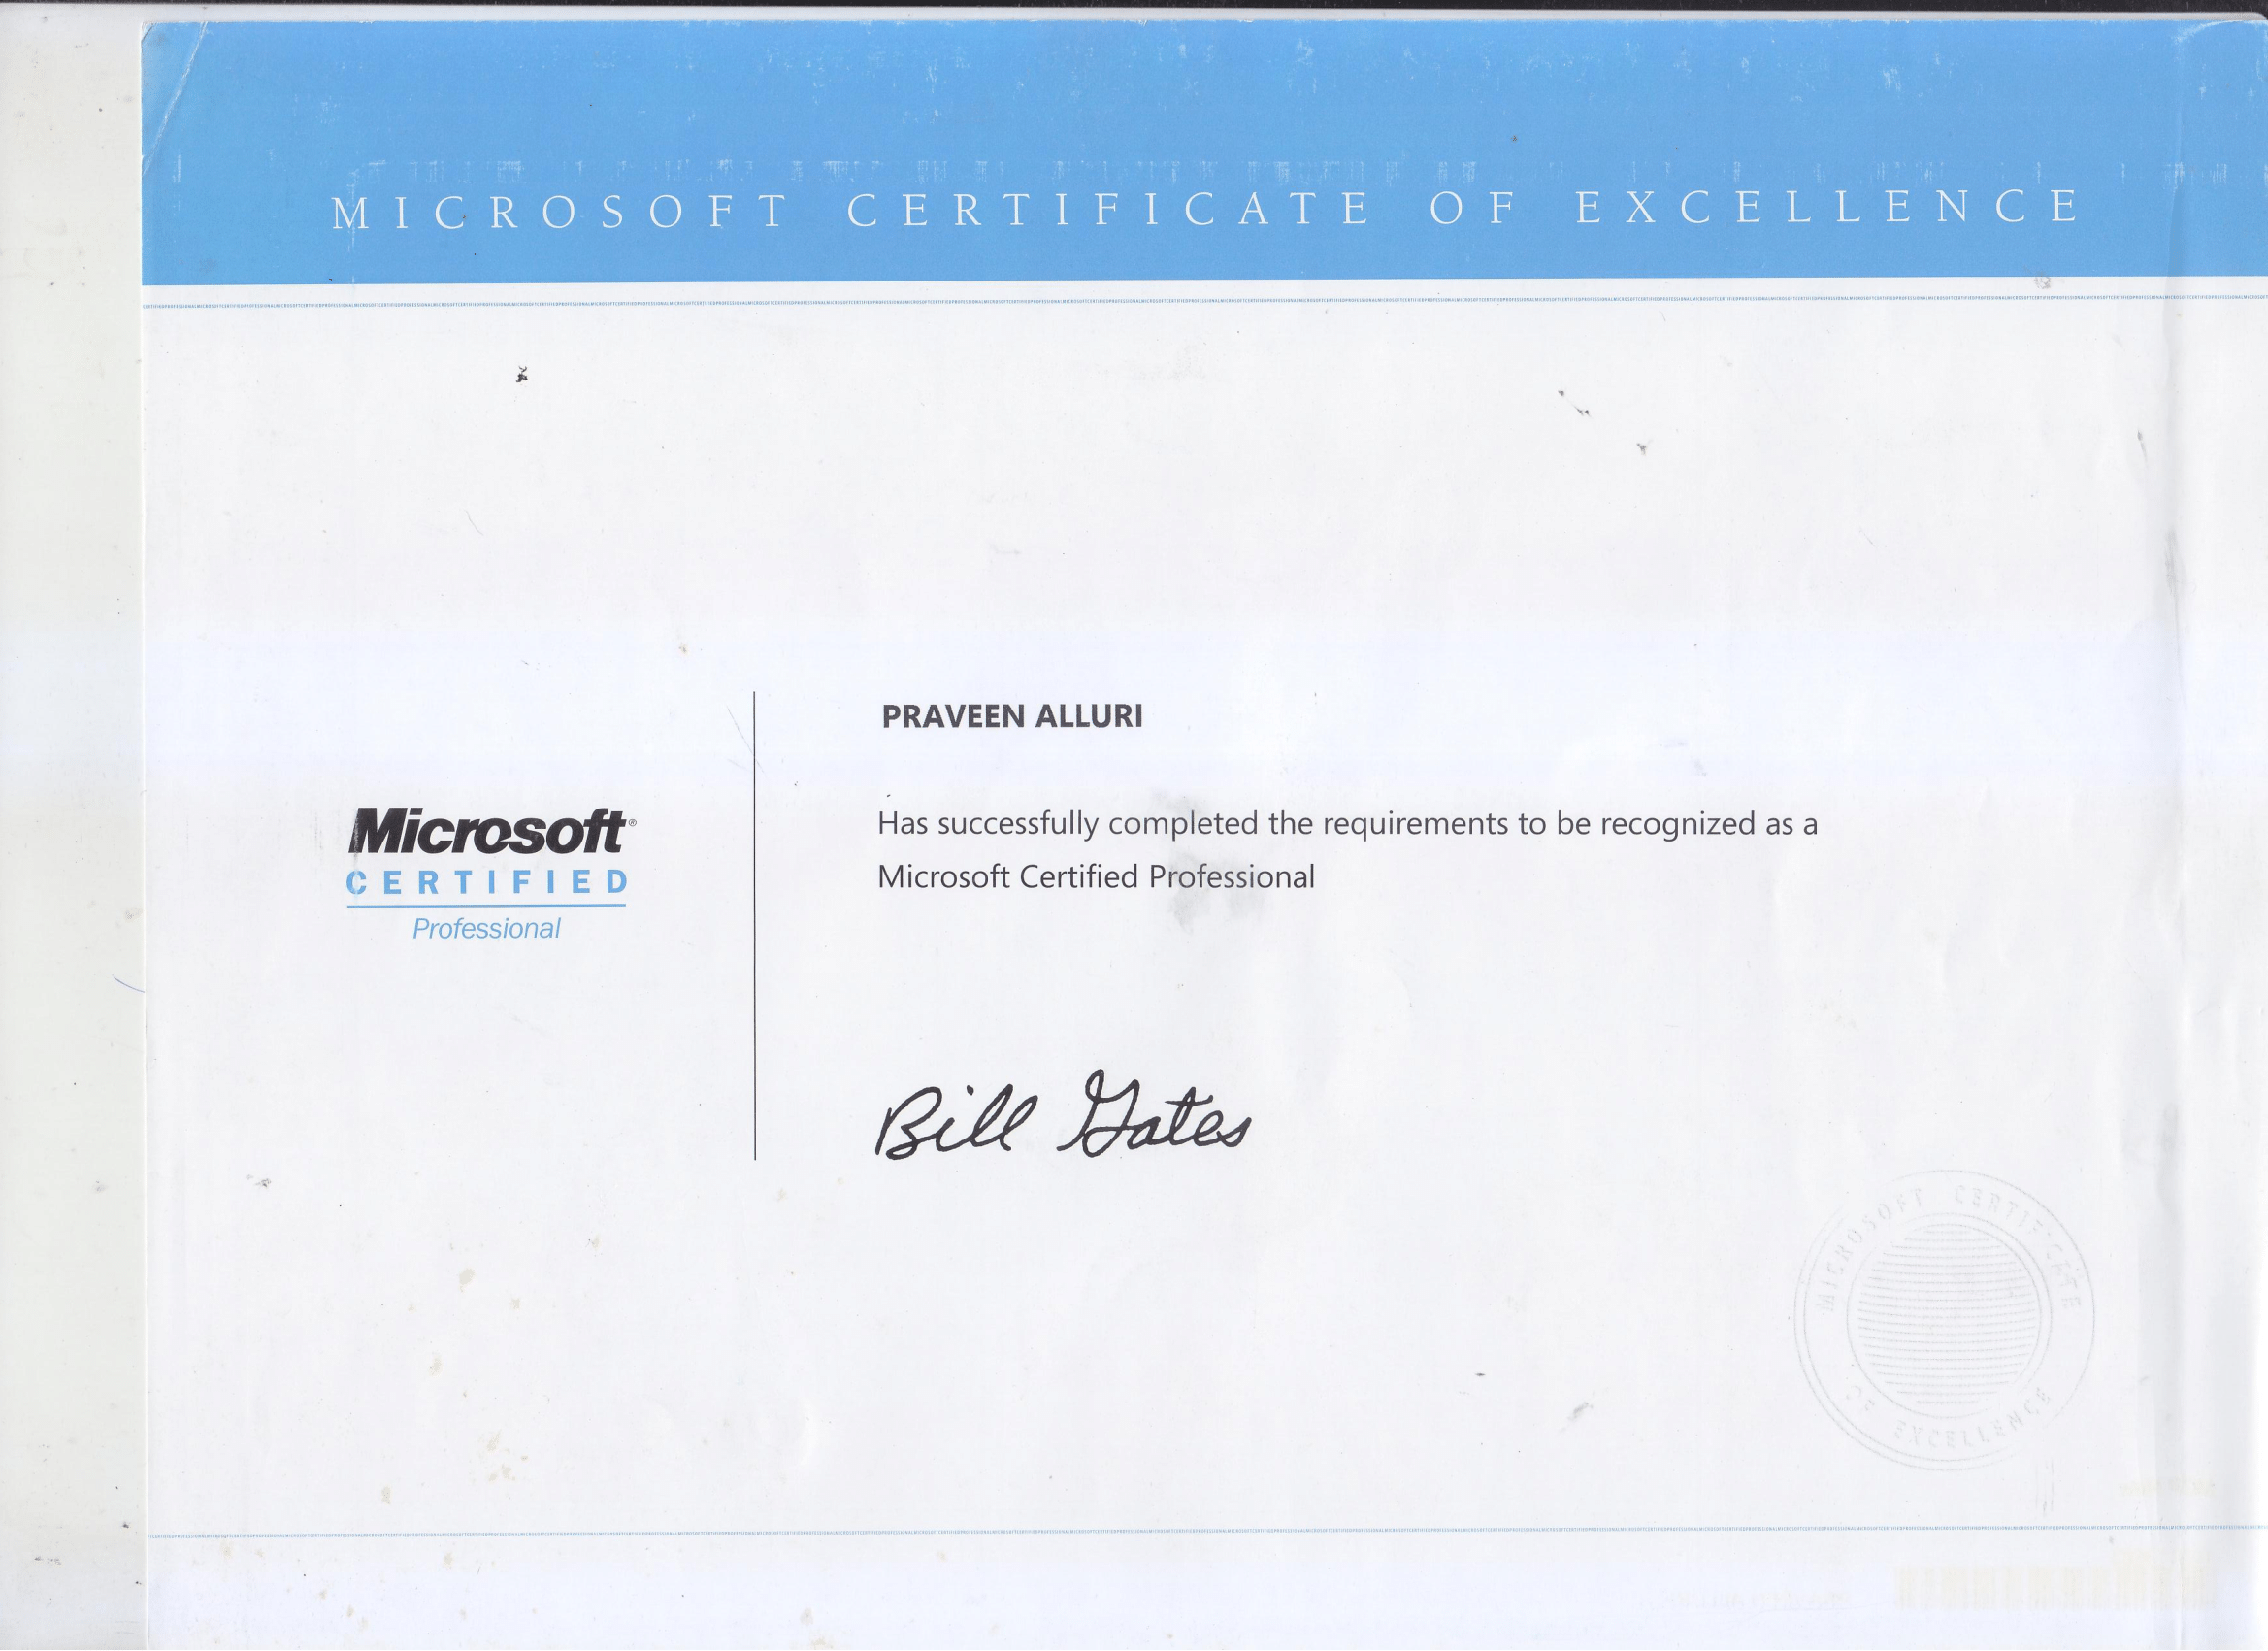 MICROSOFT CERTIFICATE OF EXCELLENCE
PRAVEEN ALLURI
Has successfully completed the requirements to be recognized as a
Microsoft Certified Professional
Microsoft®
CERTIFIED
Professional
Bill Gates
MICROSOFT CERTIFICATE
OF EXCELLENCE